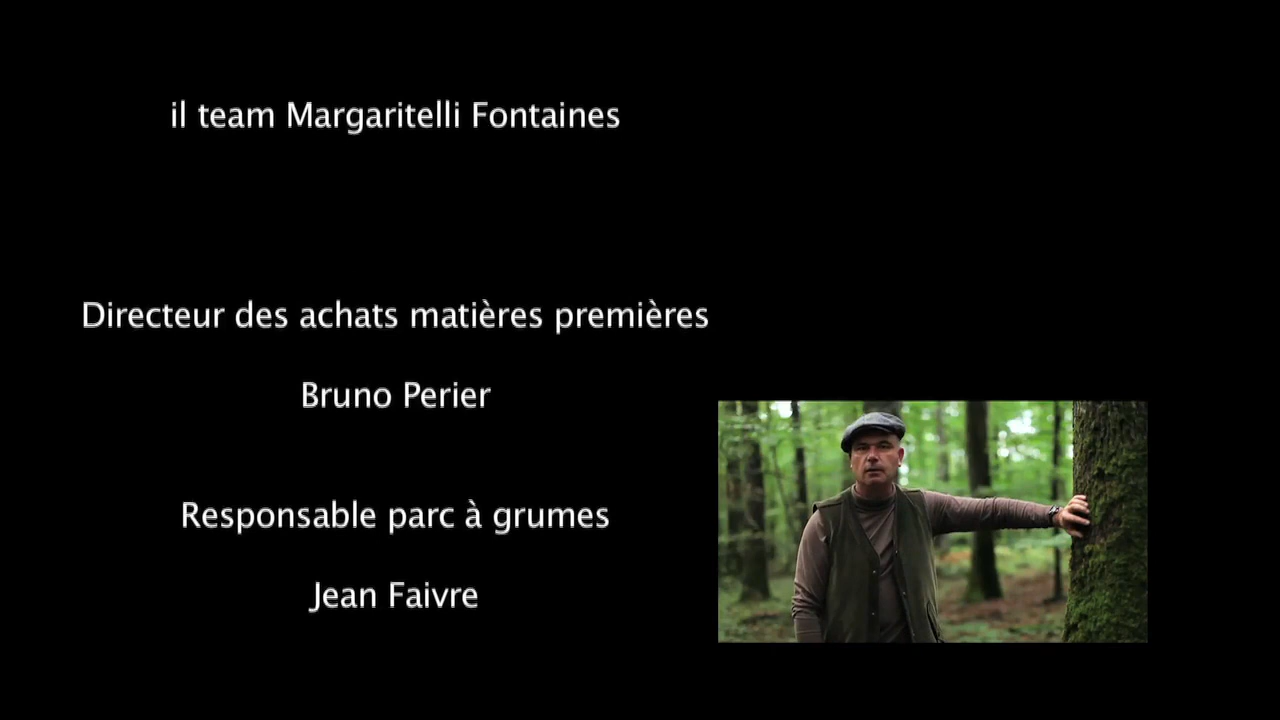 il team Margaritelli Fontaines
Directeur des achats matières premières
Bruno Perier
Responsable parc à grumes
Jean Faivre